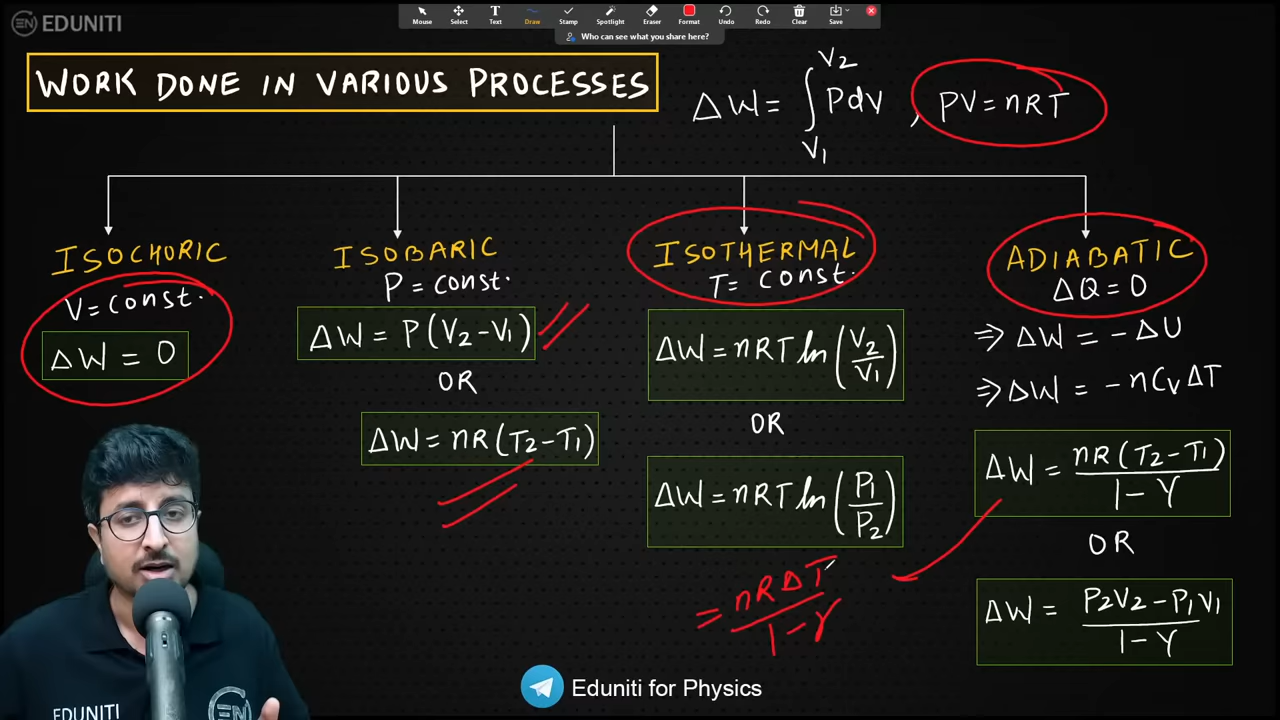 EN EDUNITI
Mouse Select Text Draw Stamp Spotlight Eraser Format Undo Redo Clear Save
Who can see what you share here?
WORK DONE IN VARIOUS PROCESSES
ΔW = ∫ V1 V2 PdV , PV = nRT
ISOCHORIC
V = const.
ΔW = 0
ISOBARIC
P = const.
ΔW = P(V2 - V1)
OR
ΔW = nR(T2 - T1)
ISOTHERMAL
T = const.
ΔW = nRT ln (V2/V1)
OR
ΔW = nRT ln (P1/P2)
= nRΔT / 1 - γ
ADIABATIC
ΔQ = 0
⇒ ΔW = - ΔU
⇒ ΔW = - nCvΔT
ΔW = nR(T2 - T1) / 1 - γ
OR
ΔW = P2V2 - P1V1 / 1 - γ
EDUNITI
EN
Eduniti for Physics